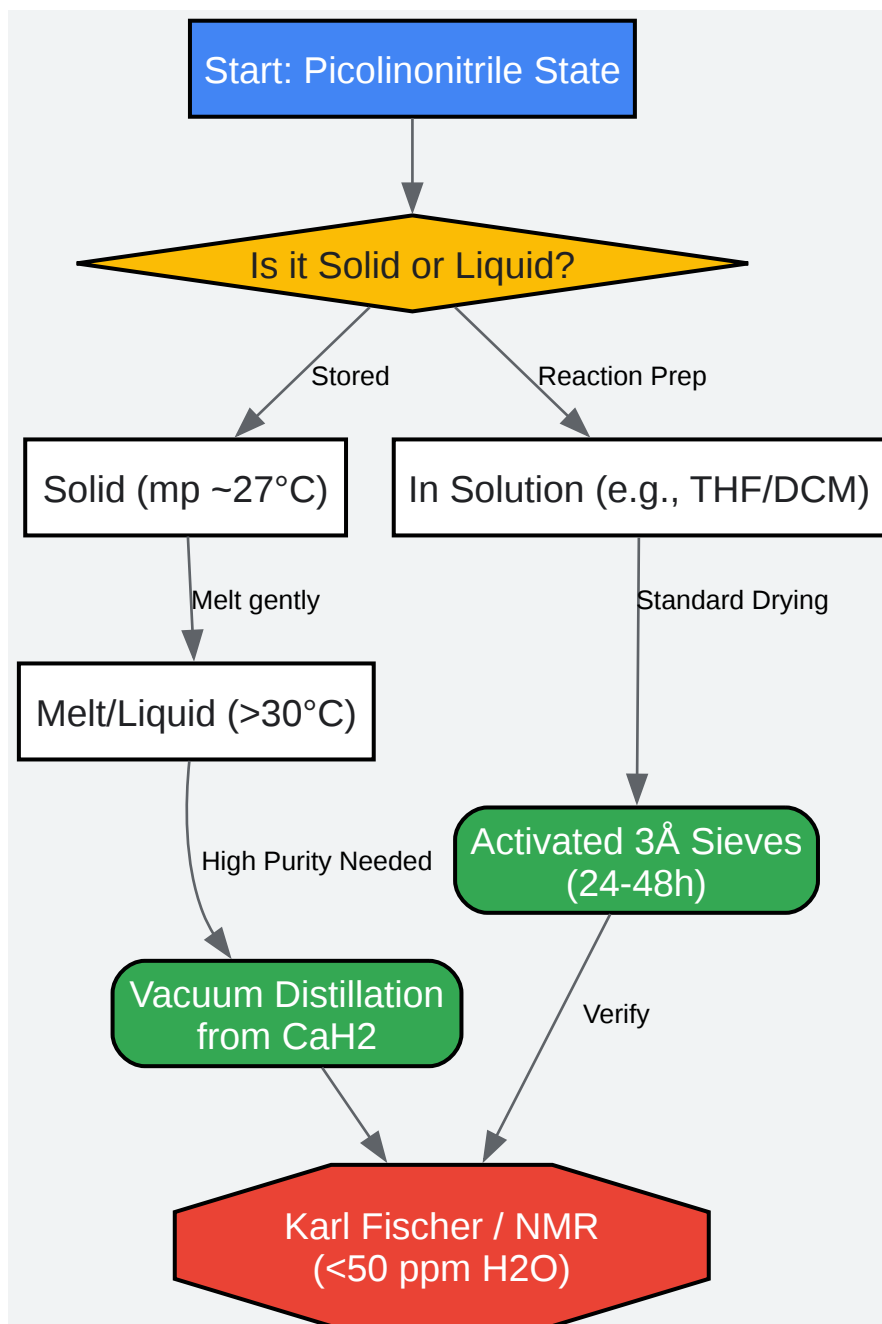 Start: Picolinonitrile State
Is it Solid or Liquid?
Stored
Reaction Prep
Solid (mp ~27°C)
In Solution (e.g., THF/DCM)
Melt gently
Standard Drying
Melt/Liquid (>30°C)
Activated 3Å Sieves
(24-48h)
High Purity Needed
Vacuum Distillation
from CaH2
Verify
Karl Fischer / NMR
(<50 ppm H2O)